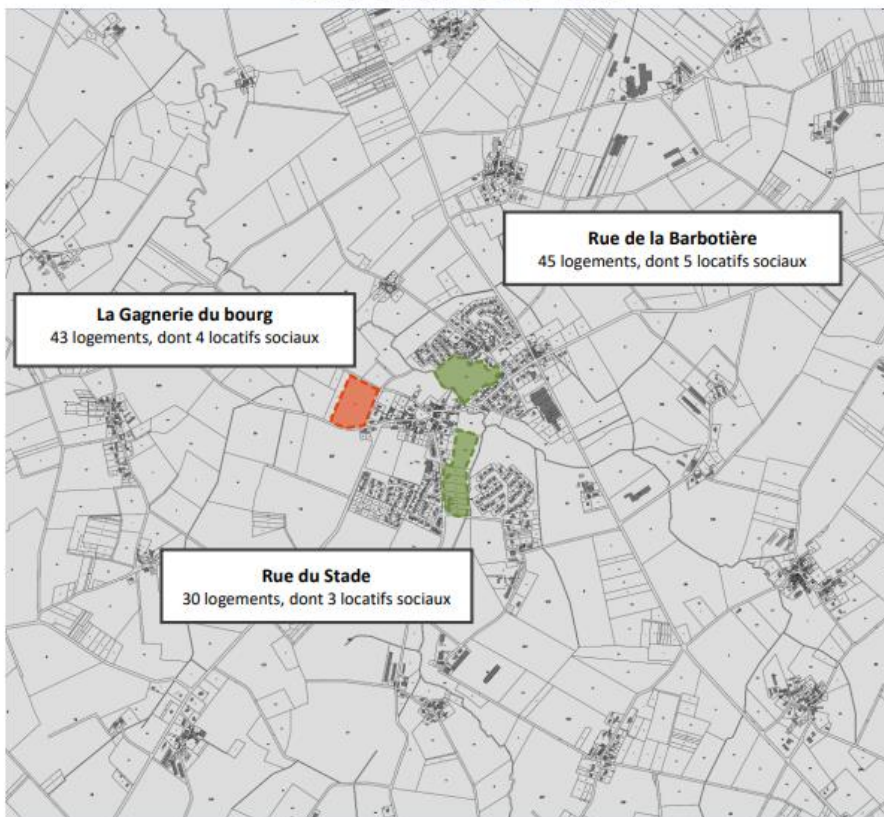 Rue de la Barbotière
45 logements, dont 5 locatifs sociaux
La Gagnerie du bourg
43 logements, dont 4 locatifs sociaux
Rue du Stade
30 logements, dont 3 locatifs sociaux